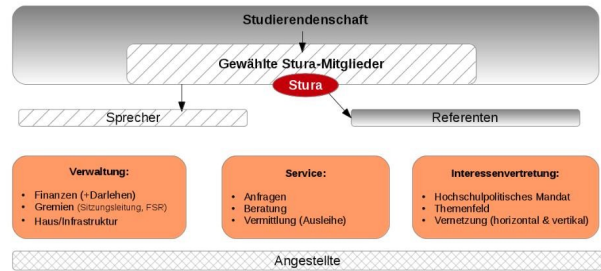 Studierendenschaft
Gewählte Stura-Mitglieder
Stura
Sprecher
Referenten
Verwaltung:
• Finanzen (+Darlehen)
• Gremien (Sitzungsleitung, FSR)
• Haus/Infrastruktur
Service:
• Anfragen
• Beratung
• Vermittlung (Ausleihe)
Interessenvertretung:
• Hochschulpolitisches Mandat
• Themenfeld
• Vernetzung (horizontal & vertikal)
Angestellte